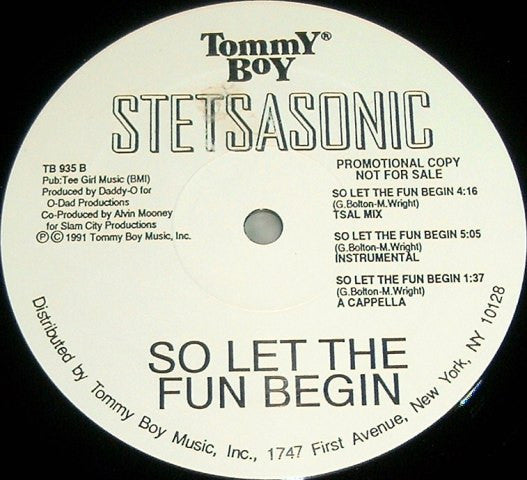 Tommy®
Boy
STETSASONIC
TB 935 B
Pub:Tee Girl Music (BMI)
Produced by Daddy-O for
O-Dad Productions
Co-Produced by Alvin Mooney
for Slam City Productions
Ⓟ © 1991 Tommy Boy Music, Inc.
PROMOTIONAL COPY
NOT FOR SALE
SO LET THE FUN BEGIN 4:16
(G.Bolton-M.Wright)
TSAL MIX
SO LET THE FUN BEGIN 5:05
(G.Bolton-M.Wright)
INSTRUMENTAL
SO LET THE FUN BEGIN 1:37
(G.Bolton-M.Wright)
A CAPPELLA
SO LET THE
FUN BEGIN
Distributed by Tommy Boy Music, Inc., 1747 First Avenue, New York, NY 10128